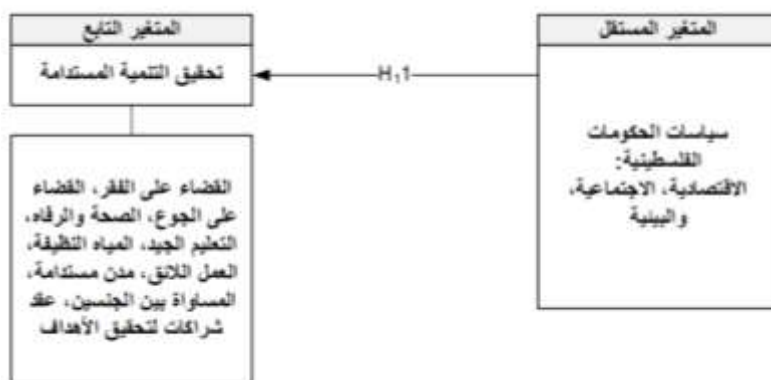 المتغير المستقل
سياسات الحكومات
الفلسطينية:
الاقتصادية، الاجتماعية،
والبيئية
H₁1
المتغير التابع
تحقيق التنمية المستدامة
القضاء على الفقر، القضاء
على الجوع، الصحة والرفاه،
التعليم الجيد، المياه النظيفة،
العمل اللائق، مدن مستدامة،
المساواة بين الجنسين، عقد
شراكات لتحقيق الأهداف